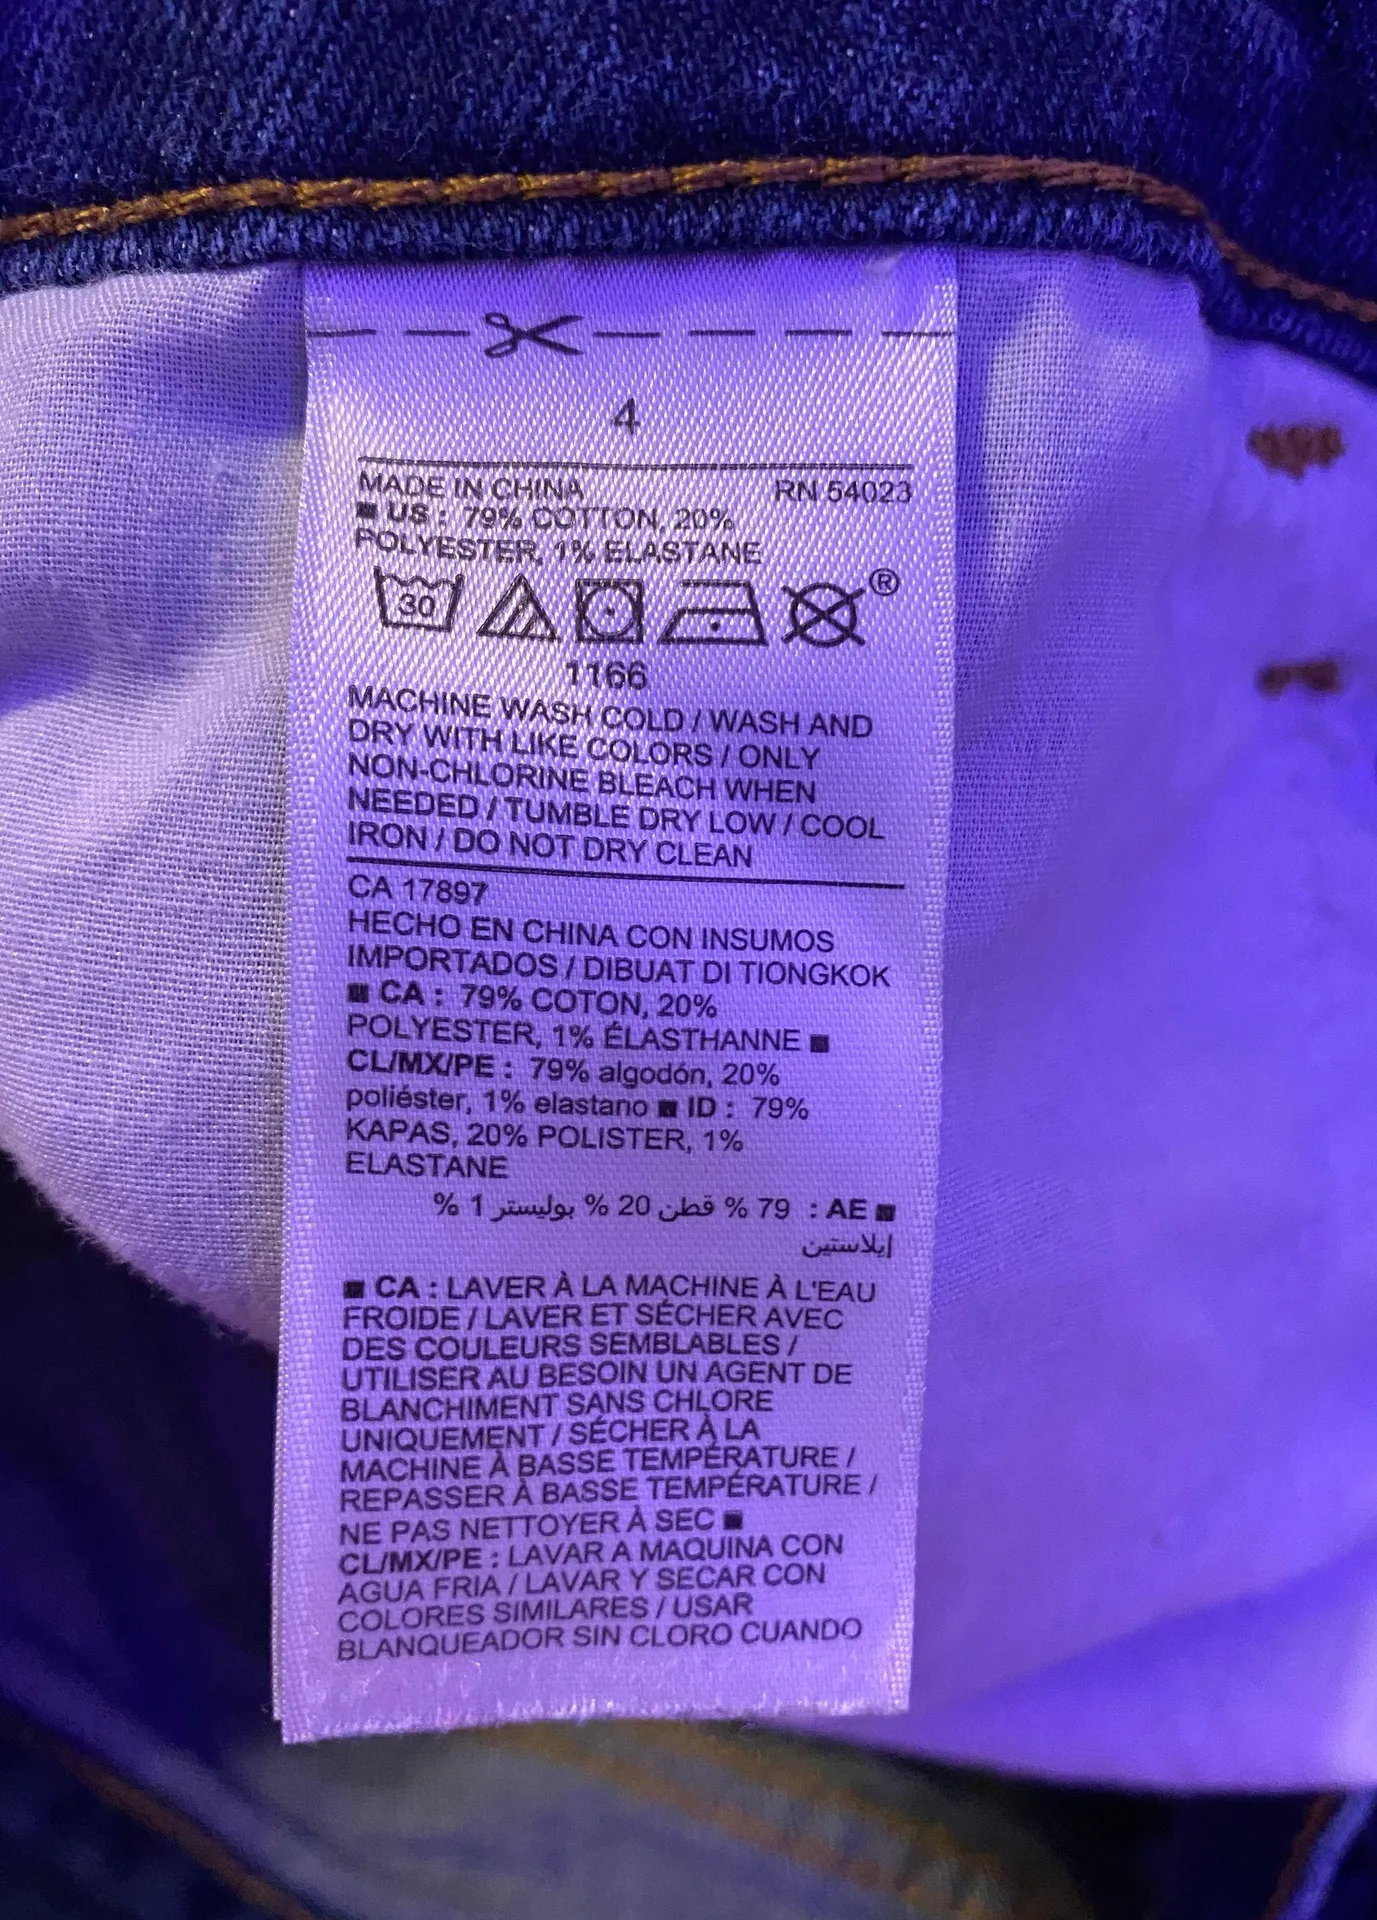 4
MADE IN CHINA RN 54023
■ US : 79% COTTON, 20%
POLYESTER, 1% ELASTANE
30 ®
1166
MACHINE WASH COLD / WASH AND
DRY WITH LIKE COLORS / ONLY
NON-CHLORINE BLEACH WHEN
NEEDED / TUMBLE DRY LOW / COOL
IRON / DO NOT DRY CLEAN
CA 17897
HECHO EN CHINA CON INSUMOS
IMPORTADOS / DIBUAT DI TIONGKOK
■ CA : 79% COTON, 20%
POLYESTER, 1% ÉLASTHANNE ■
CL/MX/PE : 79% algodón, 20%
poliéster, 1% elastano ■ ID : 79%
KAPAS, 20% POLISTER, 1%
ELASTANE
■ AE : 79 % قطن 20 % بوليستر 1 %
إيلاستين
■ CA : LAVER À LA MACHINE À L'EAU
FROIDE / LAVER ET SÉCHER AVEC
DES COULEURS SEMBLABLES /
UTILISER AU BESOIN UN AGENT DE
BLANCHIMENT SANS CHLORE
UNIQUEMENT / SÉCHER À LA
MACHINE À BASSE TEMPÉRATURE /
REPASSER À BASSE TEMPÉRATURE /
NE PAS NETTOYER À SEC ■
CL/MX/PE : LAVAR A MAQUINA CON
AGUA FRIA / LAVAR Y SECAR CON
COLORES SIMILARES / USAR
BLANQUEADOR SIN CLORO CUANDO